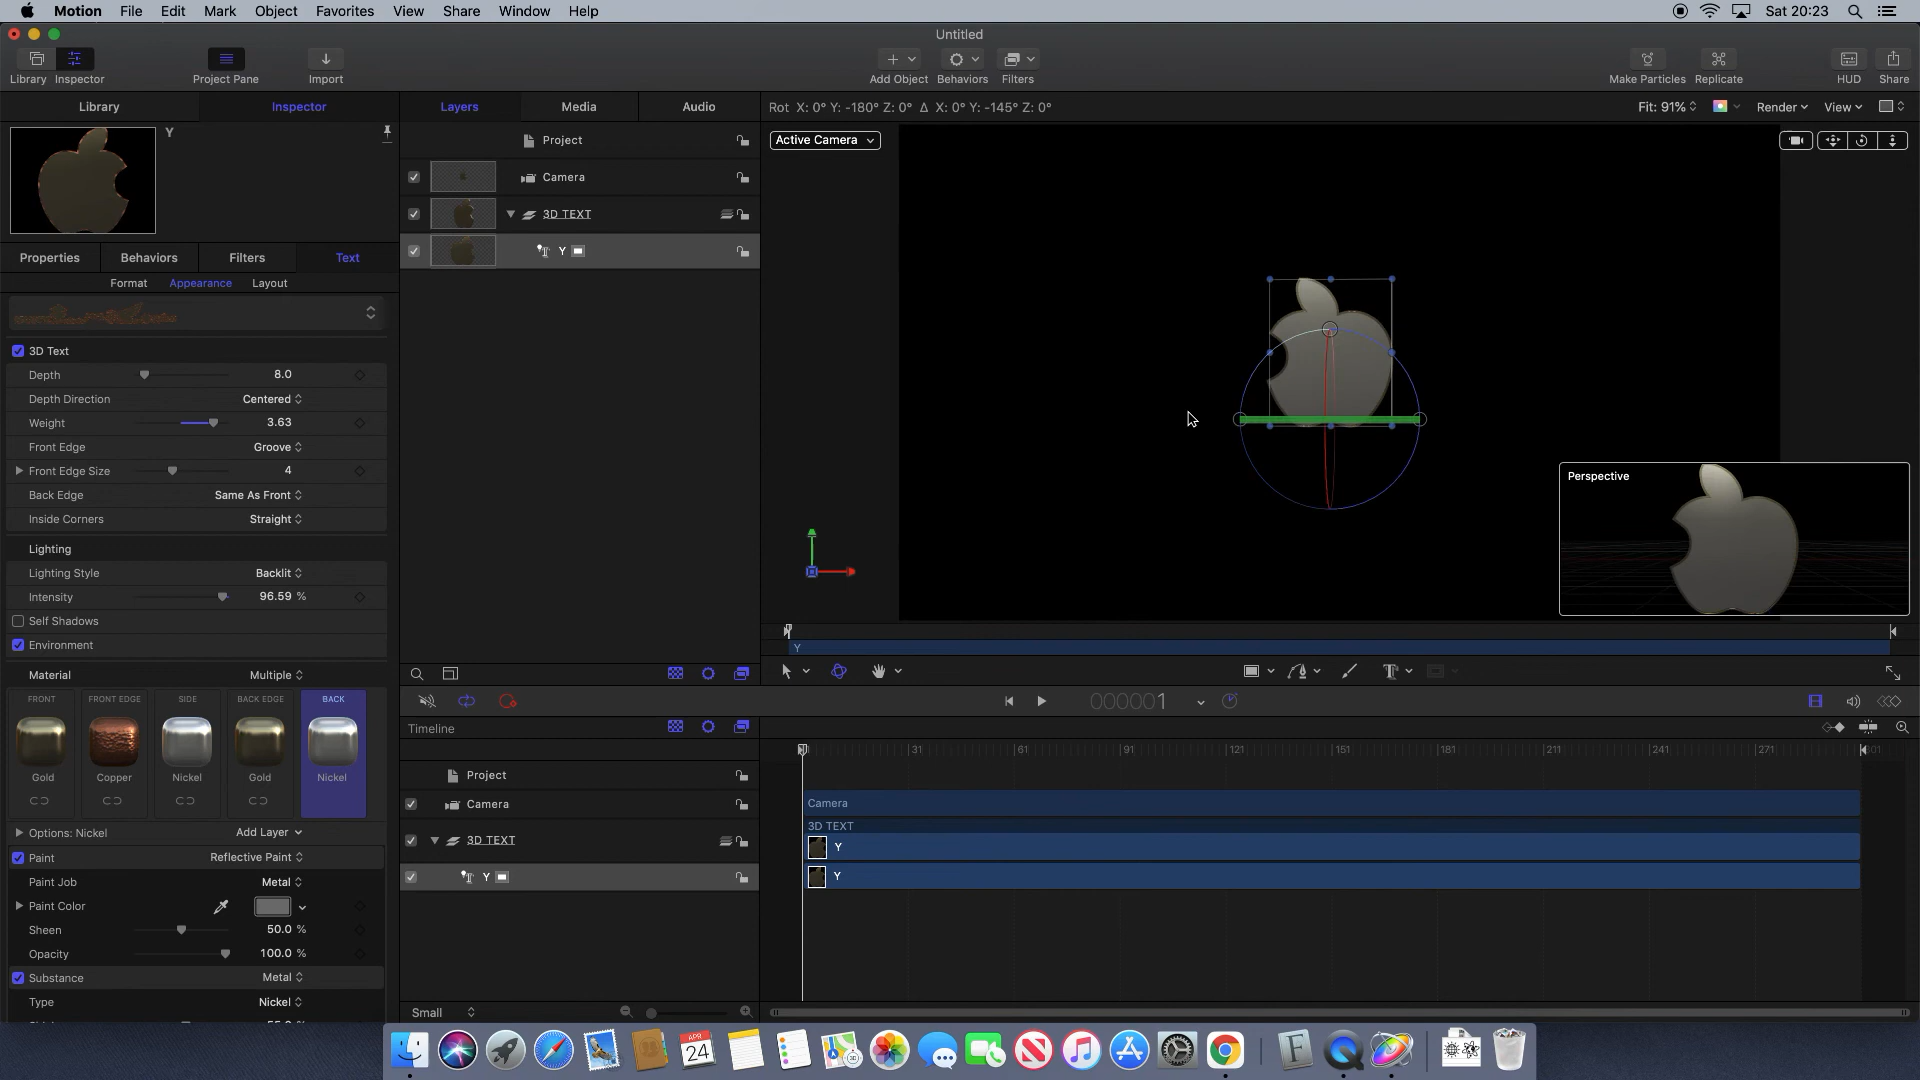 Motion File Edit Mark Object Favorites View Share Window Help Sat 20:23
Untitled
Library Inspector Project Pane Import Add Object Behaviors Filters Make Particles Replicate HUD Share
Library Inspector Layers Media Audio Rot X: 0° Y: -180° Z: 0° Δ X: 0° Y: -145° Z: 0° Fit: 91% Render View
Y
Properties Behaviors Filters Text
Format Appearance Layout
3D Text
Depth 8.0
Depth Direction Centered
Weight 3.63
Front Edge Groove
Front Edge Size 4
Back Edge Same As Front
Inside Corners Straight
Lighting
Lighting Style Backlit
Intensity 96.59 %
Self Shadows
Environment
Material Multiple
FRONT FRONT EDGE SIDE BACK EDGE BACK
Gold Copper Nickel Gold Nickel
Options: Nickel Add Layer
Paint Reflective Paint
Paint Job Metal
Paint Color
Sheen 50.0 %
Opacity 100.0 %
Substance Metal
Type Nickel
Project
Camera
3D TEXT
Y
Active Camera
Perspective
Y
000001
Timeline
31 61 91 121 151 181 211 241 271 301
Project
Camera Camera
3D TEXT 3D TEXT
Y
Y Y
Small
APR
24